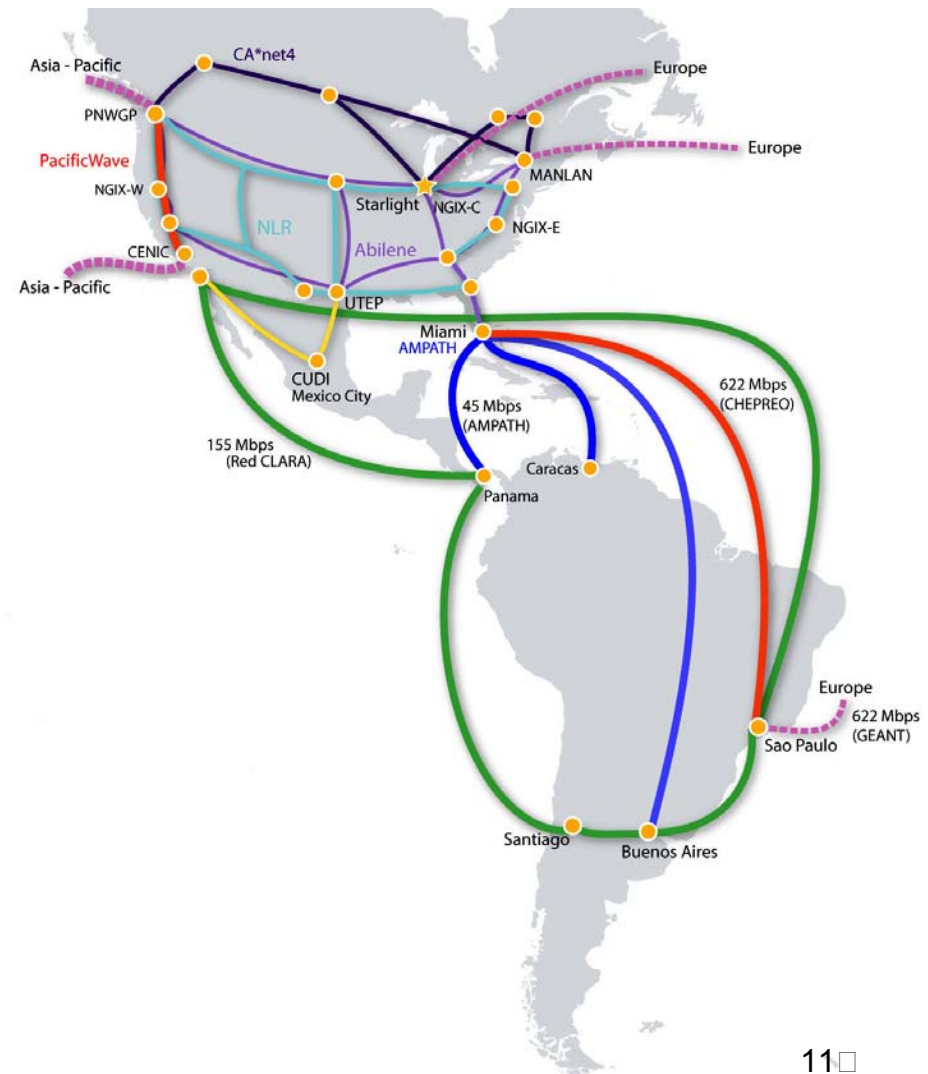 CA*net4
Asia - Pacific
Europe
PNWGP
PacificWave
Europe
MANLAN
NGIX-W
Starlight
NGIX-C
NLR
NGIX-E
Abilene
CENIC
Asia - Pacific
UTEP
Miami
AMPATH
CUDI
Mexico City
622 Mbps
(CHEPREO)
45 Mbps
(AMPATH)
155 Mbps
(Red CLARA)
Caracas
Panama
Europe
622 Mbps
(GEANT)
Sao Paulo
Santiago
Buenos Aires
11□